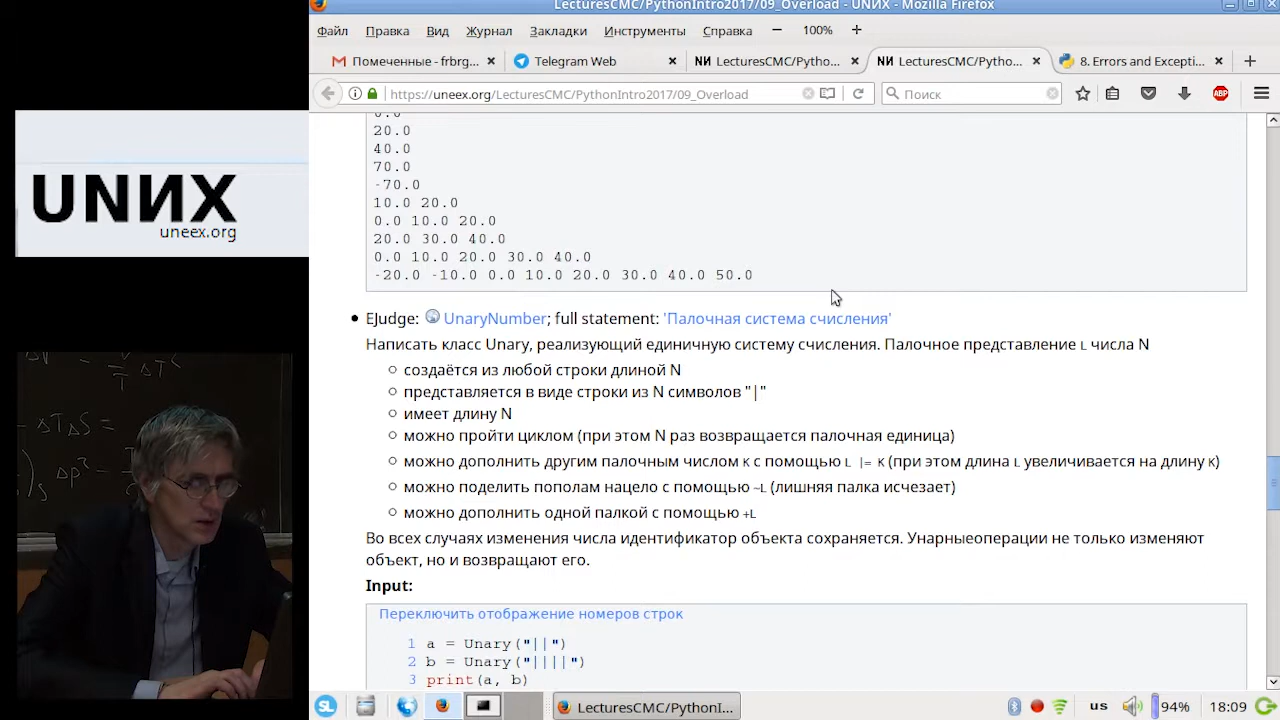 LecturesCMC/PythonIntro2017/09_Overload - UNИX - Mozilla Firefox
Файл Правка Вид Журнал Закладки Инструменты Справка − 100% +
Помеченные - frbrg... × Telegram Web × LecturesCMC/Pytho... × LecturesCMC/Pytho... × 8. Errors and Excepti... × +
https://uneex.org/LecturesCMC/PythonIntro2017/09_Overload Поиск ABP
0.0
20.0
40.0
70.0
-70.0
10.0 20.0
0.0 10.0 20.0
20.0 30.0 40.0
0.0 10.0 20.0 30.0 40.0
-20.0 -10.0 0.0 10.0 20.0 30.0 40.0 50.0
UNИX
uneex.org
EJudge: UnaryNumber; full statement: 'Палочная система счисления'
Написать класс Unary, реализующий единичную систему счисления. Палочное представление L числа N
создаётся из любой строки длиной N
представляется в виде строки из N символов "|"
имеет длину N
можно пройти циклом (при этом N раз возвращается палочная единица)
можно дополнить другим палочным числом K с помощью L |= K (при этом длина L увеличивается на длину K)
можно поделить пополам нацело с помощью ~L (лишняя палка исчезает)
можно дополнить одной палкой с помощью +L
Во всех случаях изменения числа идентификатор объекта сохраняется. Унарныеоперации не только изменяют
объект, но и возвращают его.
Input:
Переключить отображение номеров строк
1 a = Unary("||")
2 b = Unary("||||")
3 print(a, b)
LecturesCMC/PythonI... us 94% 18:09